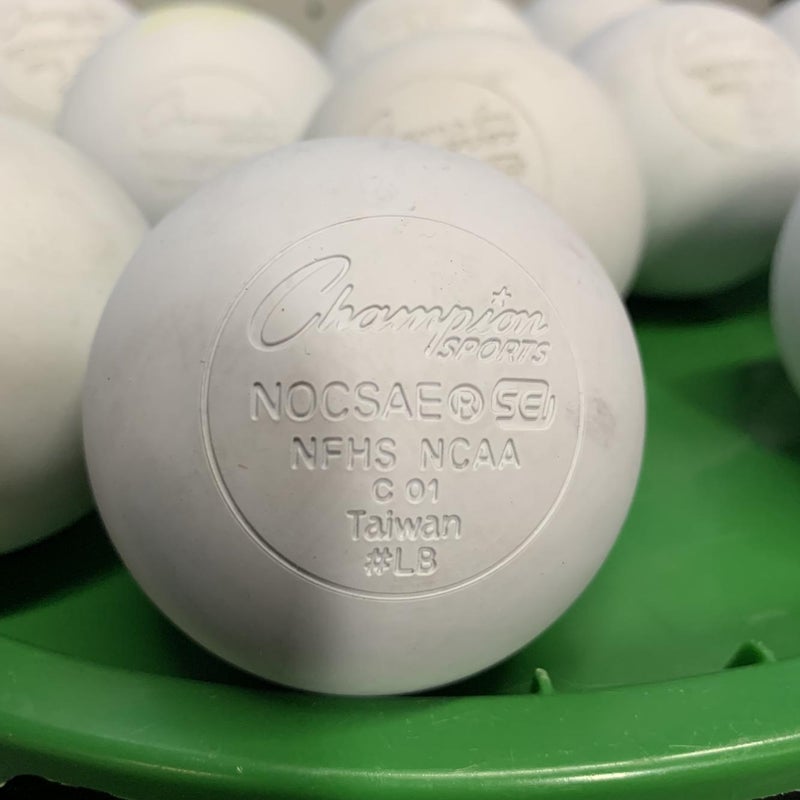 Champion
SPORTS
NOCSAE® SEI
NFHS NCAA
C 01
Taiwan
#LB